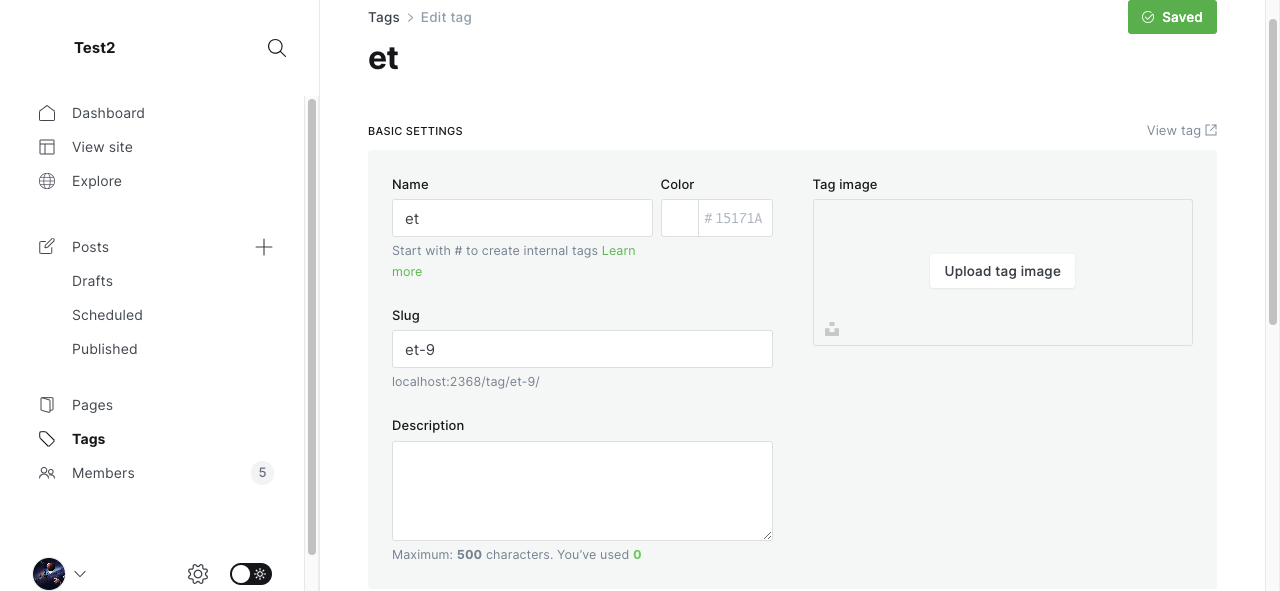 Test2
Dashboard
View site
Explore
Posts
Drafts
Scheduled
Published
Pages
Tags
Members
5
Tags > Edit tag
Saved
et
BASIC SETTINGS
View tag
Name
et
Start with # to create internal tags Learn
more
Color
# 15171A
Slug
et-9
localhost:2368/tag/et-9/
Description
Maximum: 500 characters. You've used 0
Tag image
Upload tag image